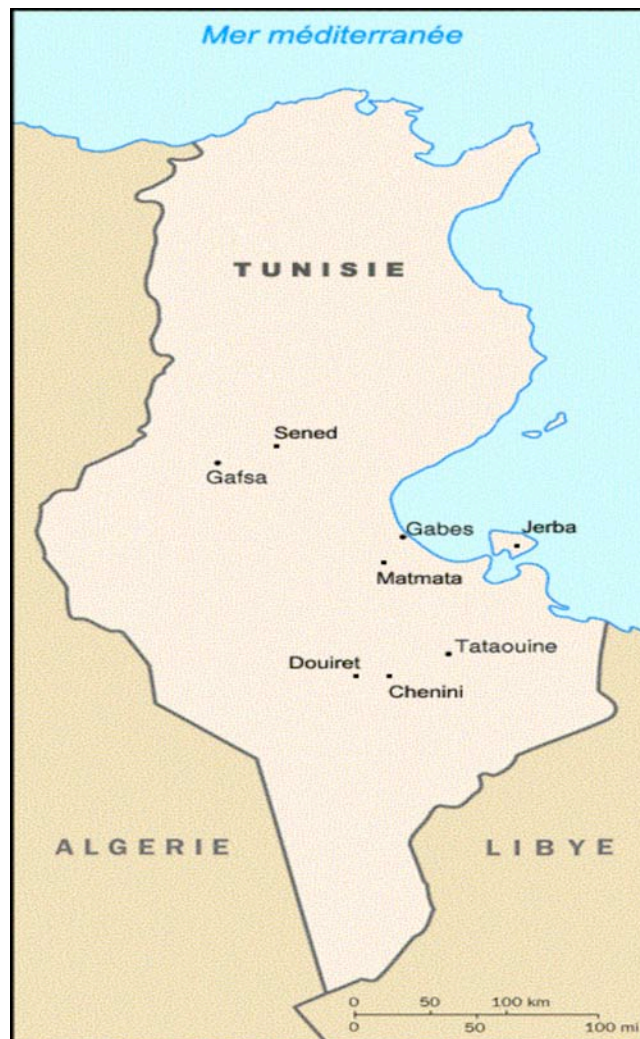 Mer méditerranée
TUNISIE
Sened
Gafsa
Gabes
Jerba
Matmata
Tataouine
Douiret
Chenini
ALGERIE
LIBYE
0 50 100 km
0 50 100 mi